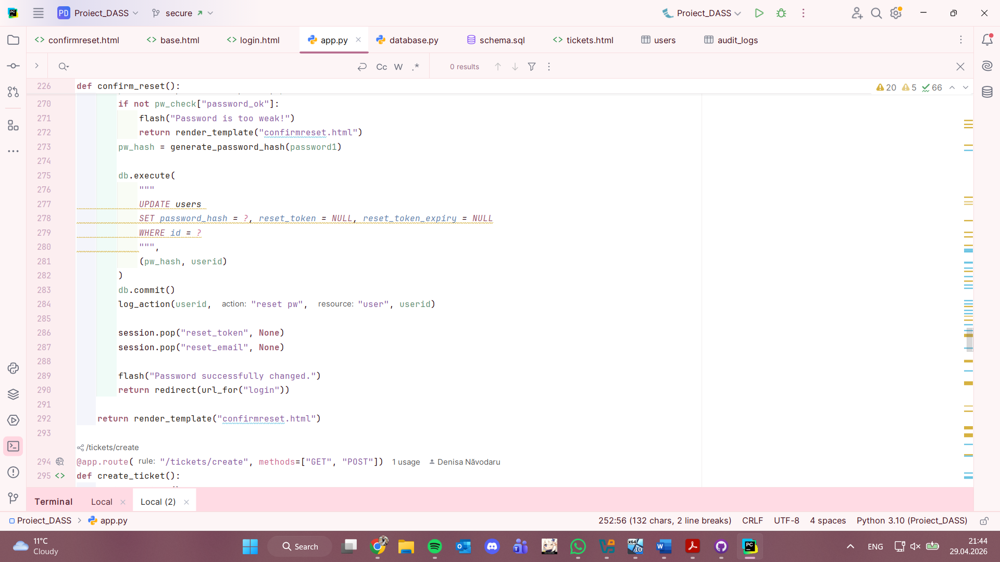 PD Proiect_DASS secure Proiect_DASS
confirmreset.html base.html login.html app.py database.py schema.sql tickets.html users audit_logs
Cc W .* 0 results
226 def confirm_reset():
20 5 66
270 if not pw_check["password_ok"]:
271 flash("Password is too weak!")
272 return render_template("confirmreset.html")
273 pw_hash = generate_password_hash(password1)
274
275 db.execute(
276 """
277 UPDATE users
278 SET password_hash = ?, reset_token = NULL, reset_token_expiry = NULL
279 WHERE id = ?
280 """,
281 (pw_hash, userid)
282 )
283 db.commit()
284 log_action(userid, action: "reset pw", resource: "user", userid)
285
286 session.pop("reset_token", None)
287 session.pop("reset_email", None)
288
289 flash("Password successfully changed.")
290 return redirect(url_for("login"))
291
292 return render_template("confirmreset.html")
293
/tickets/create
294 @app.route( rule: "/tickets/create", methods=["GET", "POST"]) 1 usage Denisa Năvodaru
295 def create_ticket():
Terminal Local Local (2)
Proiect_DASS app.py 252:56 (132 chars, 2 line breaks) CRLF UTF-8 4 spaces Python 3.10 (Proiect_DASS)
11°C
Cloudy
Search
ENG
21:44
29.04.2026